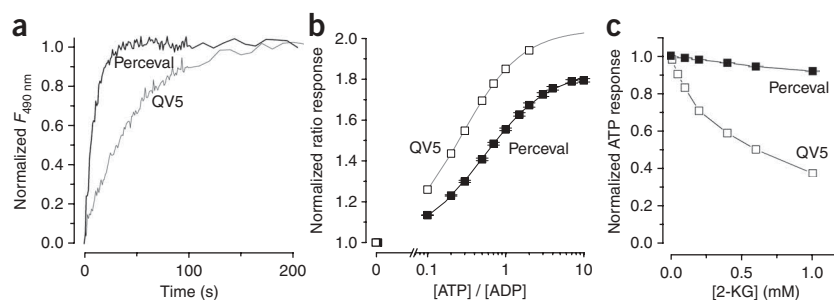 a
Normalized F490 nm
1.0
0.8
0.6
0.4
0.2
0.0
Perceval
QV5
0
100
200
Time (s)
b
Normalized ratio response
2.0
1.8
1.6
1.4
1.2
1.0
QV5
Perceval
0
0.1
1
10
[ATP] / [ADP]
c
Normalized ATP response
1.0
0.8
0.6
0.4
0.2
0.0
Perceval
QV5
0.0
0.5
1.0
[2-KG] (mM)